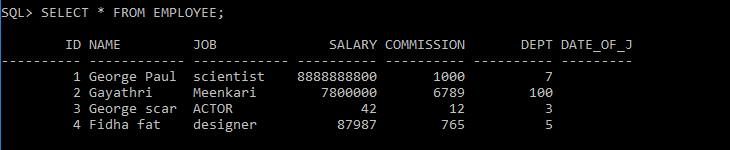 SQL> SELECT * FROM EMPLOYEE;
        ID NAME         JOB              SALARY COMMISSION       DEPT DATE_OF_J
---------- ------------ ------------ ---------- ---------- ---------- ---------
         1 George Paul  scientist    8888888800       1000          7
         2 Gayathri     Meenkari        7800000       6789        100
         3 George scar  ACTOR                42         12          3
         4 Fidha fat    designer          87987        765          5